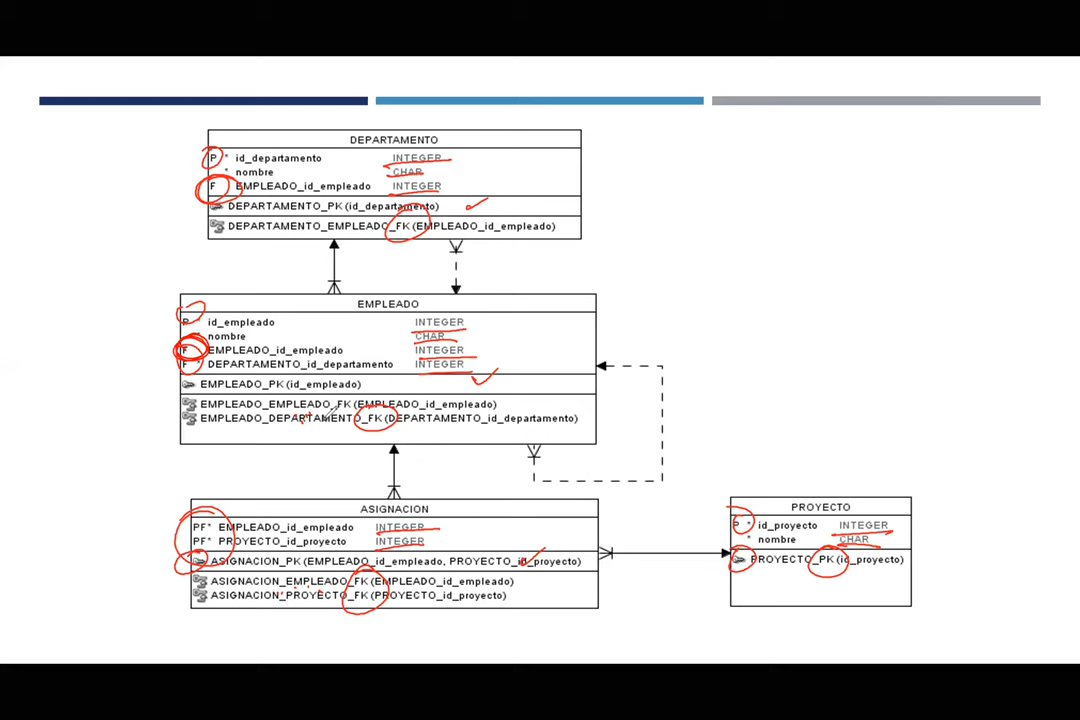 DEPARTAMENTO
P * id_departamento INTEGER
* nombre CHAR
F EMPLEADO_id_empleado INTEGER
DEPARTAMENTO_PK (id_departamento)
DEPARTAMENTO_EMPLEADO_FK (EMPLEADO_id_empleado)
EMPLEADO
P * id_empleado INTEGER
* nombre CHAR
F EMPLEADO_id_empleado INTEGER
F * DEPARTAMENTO_id_departamento INTEGER
EMPLEADO_PK (id_empleado)
EMPLEADO_EMPLEADO_FK (EMPLEADO_id_empleado)
EMPLEADO_DEPARTAMENTO_FK (DEPARTAMENTO_id_departamento)
ASIGNACION
PF* EMPLEADO_id_empleado INTEGER
PF* PROYECTO_id_proyecto INTEGER
ASIGNACION_PK (EMPLEADO_id_empleado, PROYECTO_id_proyecto)
ASIGNACION_EMPLEADO_FK (EMPLEADO_id_empleado)
ASIGNACION_PROYECTO_FK (PROYECTO_id_proyecto)
PROYECTO
P * id_proyecto INTEGER
* nombre CHAR
PROYECTO_PK (id_proyecto)